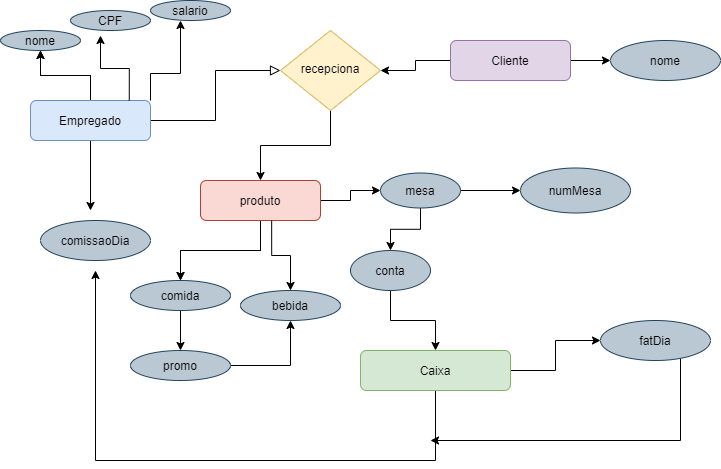 salario
CPF
nome
recepciona
Cliente
nome
Empregado
produto
mesa
numMesa
comissaoDia
conta
comida
bebida
fatDia
promo
Caixa